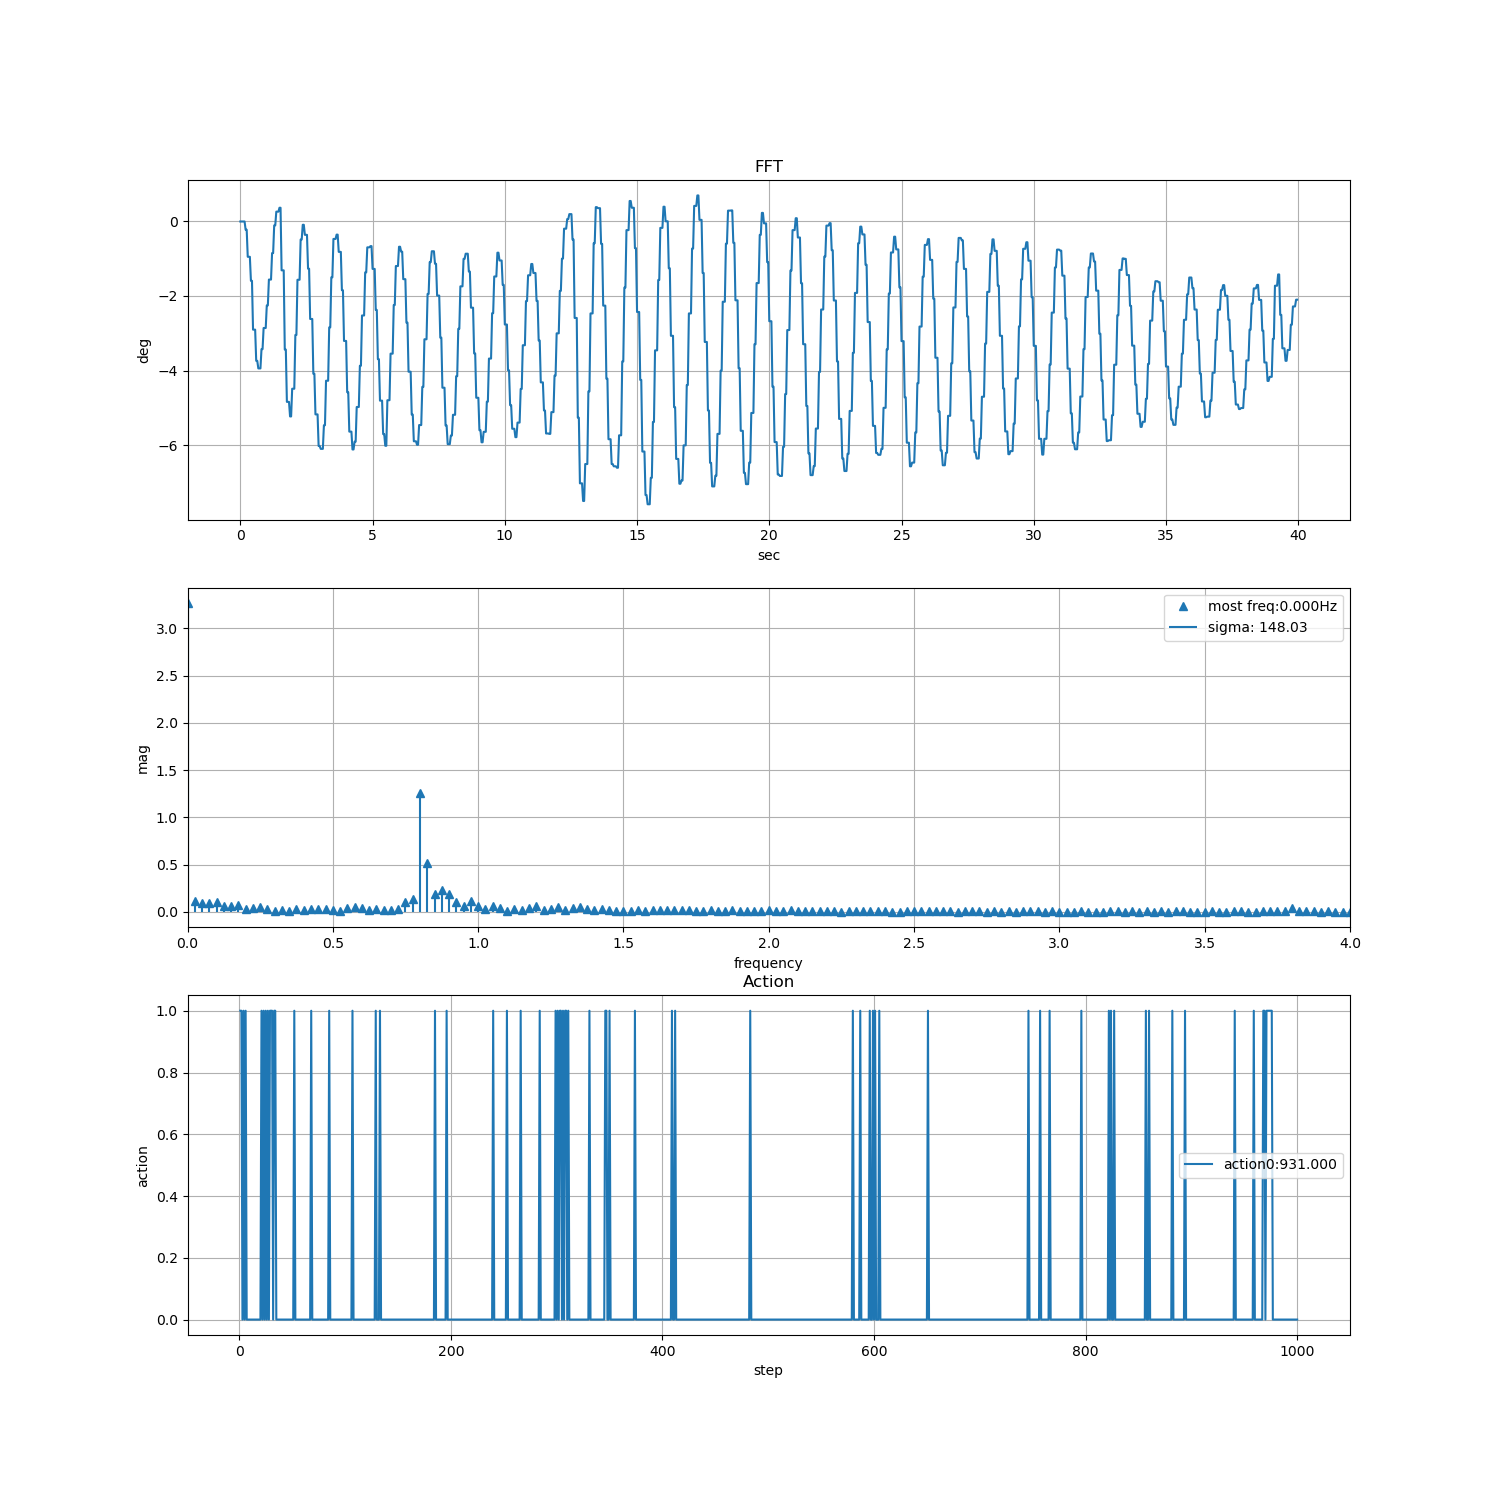 FFT
0
−2
−4
−6
deg
0 5 10 15 20 25 30 35 40
sec
most freq:0.000Hz
sigma: 148.03
3.0
2.5
2.0
1.5
1.0
0.5
0.0
mag
0.0 0.5 1.0 1.5 2.0 2.5 3.0 3.5 4.0
frequency
Action
1.0
0.8
0.6
0.4
0.2
0.0
action
action0:931.000
0 200 400 600 800 1000
step